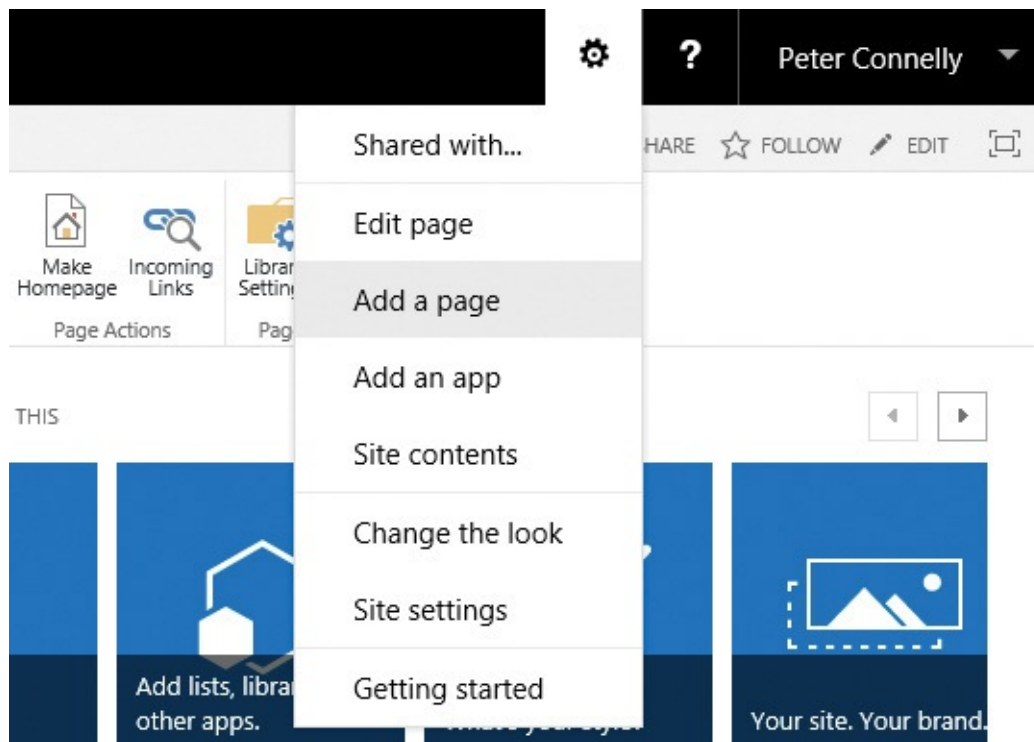 ?
Peter Connelly
Shared with...
HARE
FOLLOW
EDIT
Edit page
Make
Homepage
Incoming
Links
Page Actions
Add a page
Add an app
THIS
Site contents
Change the look
Site settings
Getting started
Add lists,
other apps.
Your site. Your brand.